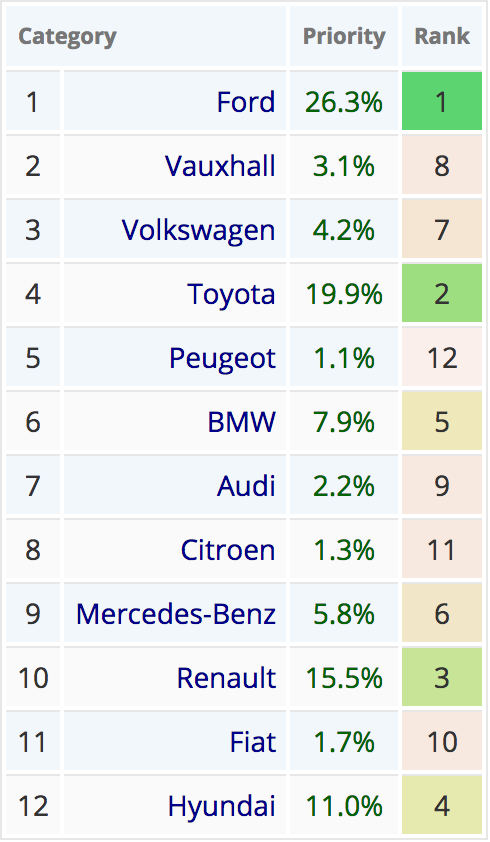 Category Priority Rank
1 Ford 26.3% 1
2 Vauxhall 3.1% 8
3 Volkswagen 4.2% 7
4 Toyota 19.9% 2
5 Peugeot 1.1% 12
6 BMW 7.9% 5
7 Audi 2.2% 9
8 Citroen 1.3% 11
9 Mercedes-Benz 5.8% 6
10 Renault 15.5% 3
11 Fiat 1.7% 10
12 Hyundai 11.0% 4